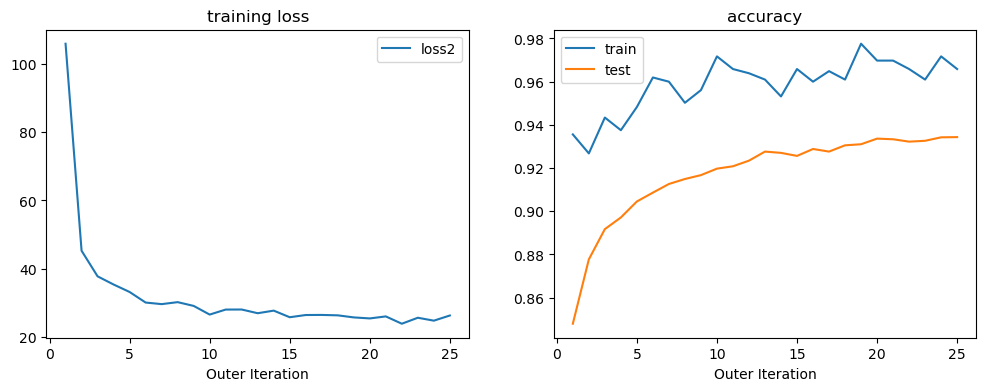 training loss
loss2
100
80
60
40
20
0 5 10 15 20 25
Outer Iteration
accuracy
train
test
0.98
0.96
0.94
0.92
0.90
0.88
0.86
0 5 10 15 20 25
Outer Iteration